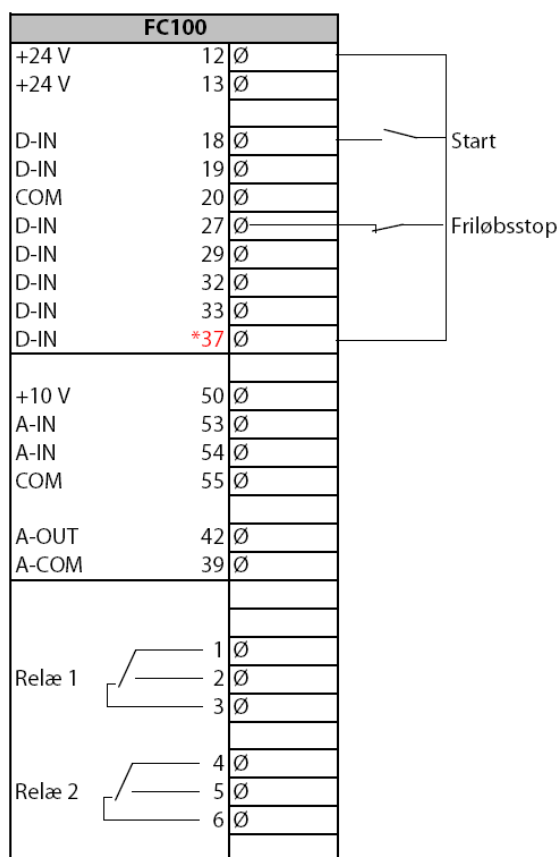 FC100
+24 V 12 Ø
+24 V 13 Ø
D-IN 18 Ø Start
D-IN 19 Ø
COM 20 Ø
D-IN 27 Ø Friløbsstop
D-IN 29 Ø
D-IN 32 Ø
D-IN 33 Ø
D-IN *37 Ø
+10 V 50 Ø
A-IN 53 Ø
A-IN 54 Ø
COM 55 Ø
A-OUT 42 Ø
A-COM 39 Ø
1 Ø
Relæ 1 2 Ø
3 Ø
4 Ø
Relæ 2 5 Ø
6 Ø